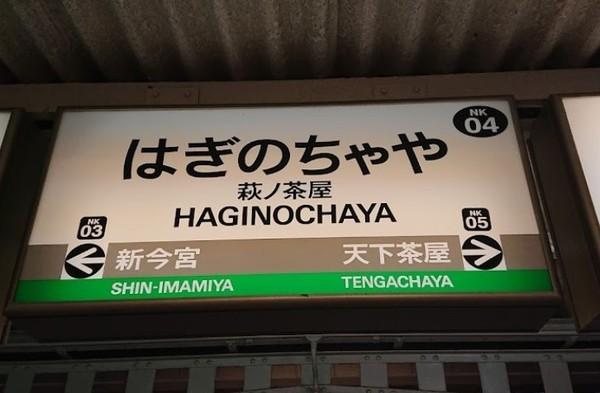 NK
04
はぎのちゃや
萩ノ茶屋
HAGINOCHAYA
NK
03
新今宮
SHIN-IMAMIYA
NK
05
天下茶屋
TENGACHAYA